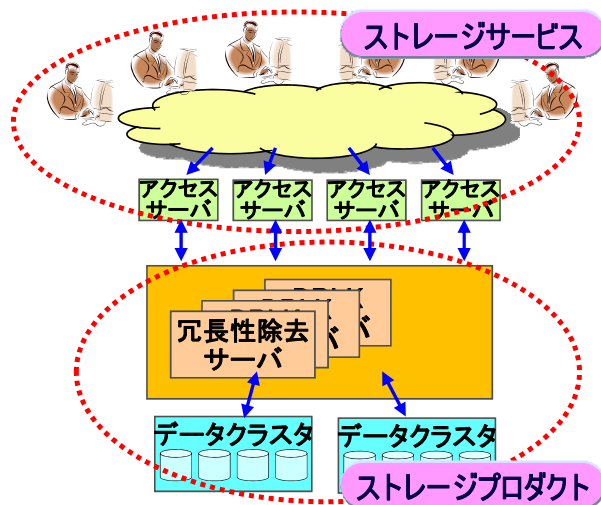 ストレージサービス
アクセス
サーバ
アクセス
サーバ
アクセス
サーバ
アクセス
サーバ
冗長性除去
サーバ
データクラスタ
データクラスタ
ストレージプロダクト